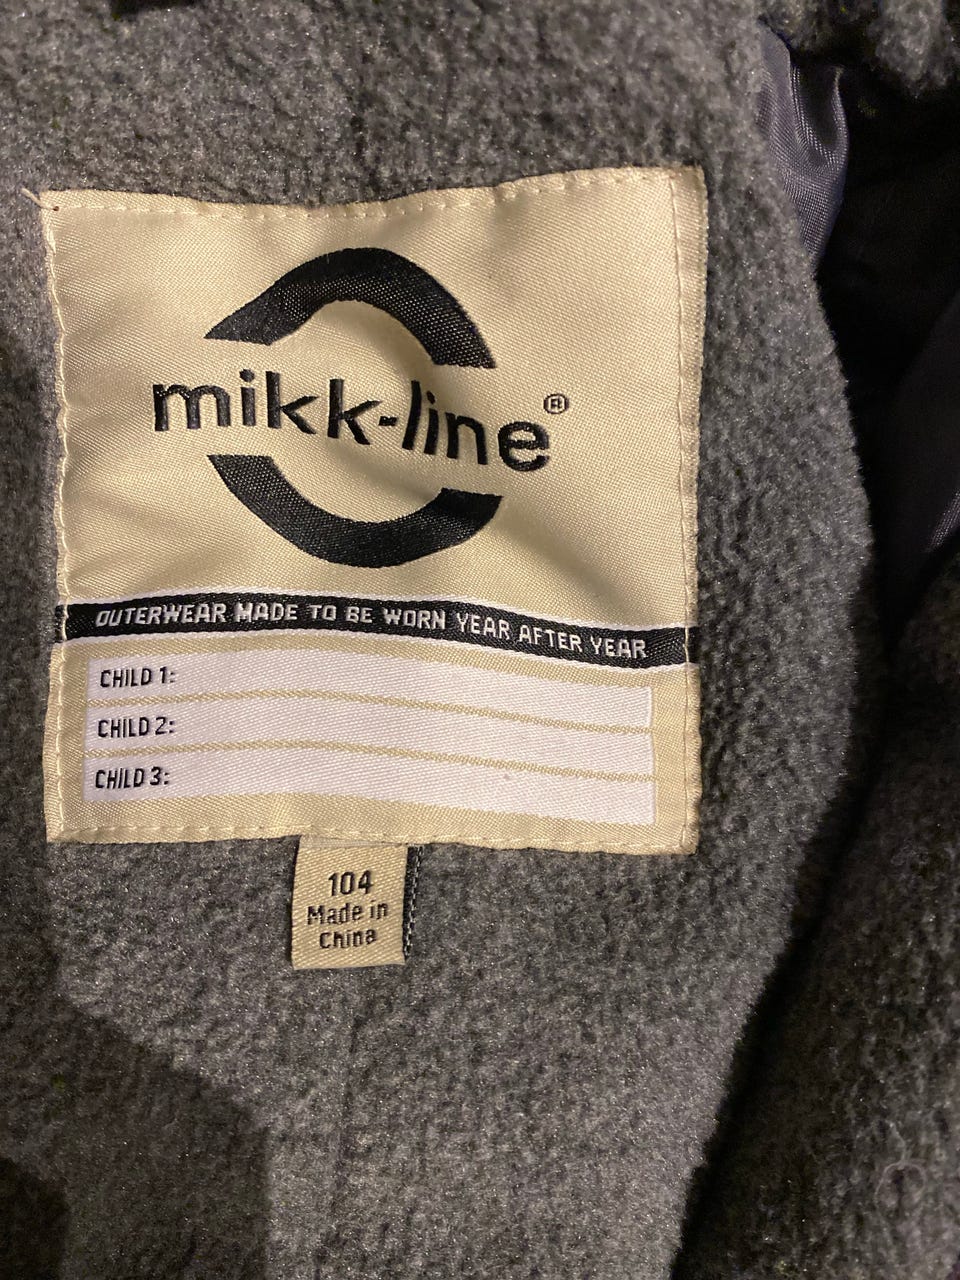 mikk-line®
OUTERWEAR MADE TO BE WORN YEAR AFTER YEAR
CHILD 1:
CHILD 2:
CHILD 3:
104
Made in
China